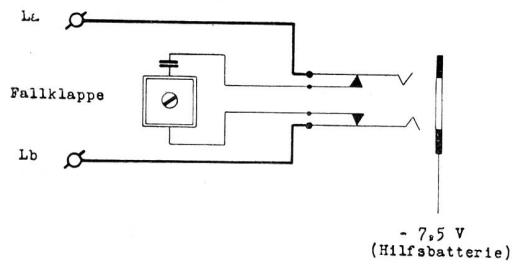 La
Fallklappe
Lb
- 7,5 V
(Hilfsbatterie)